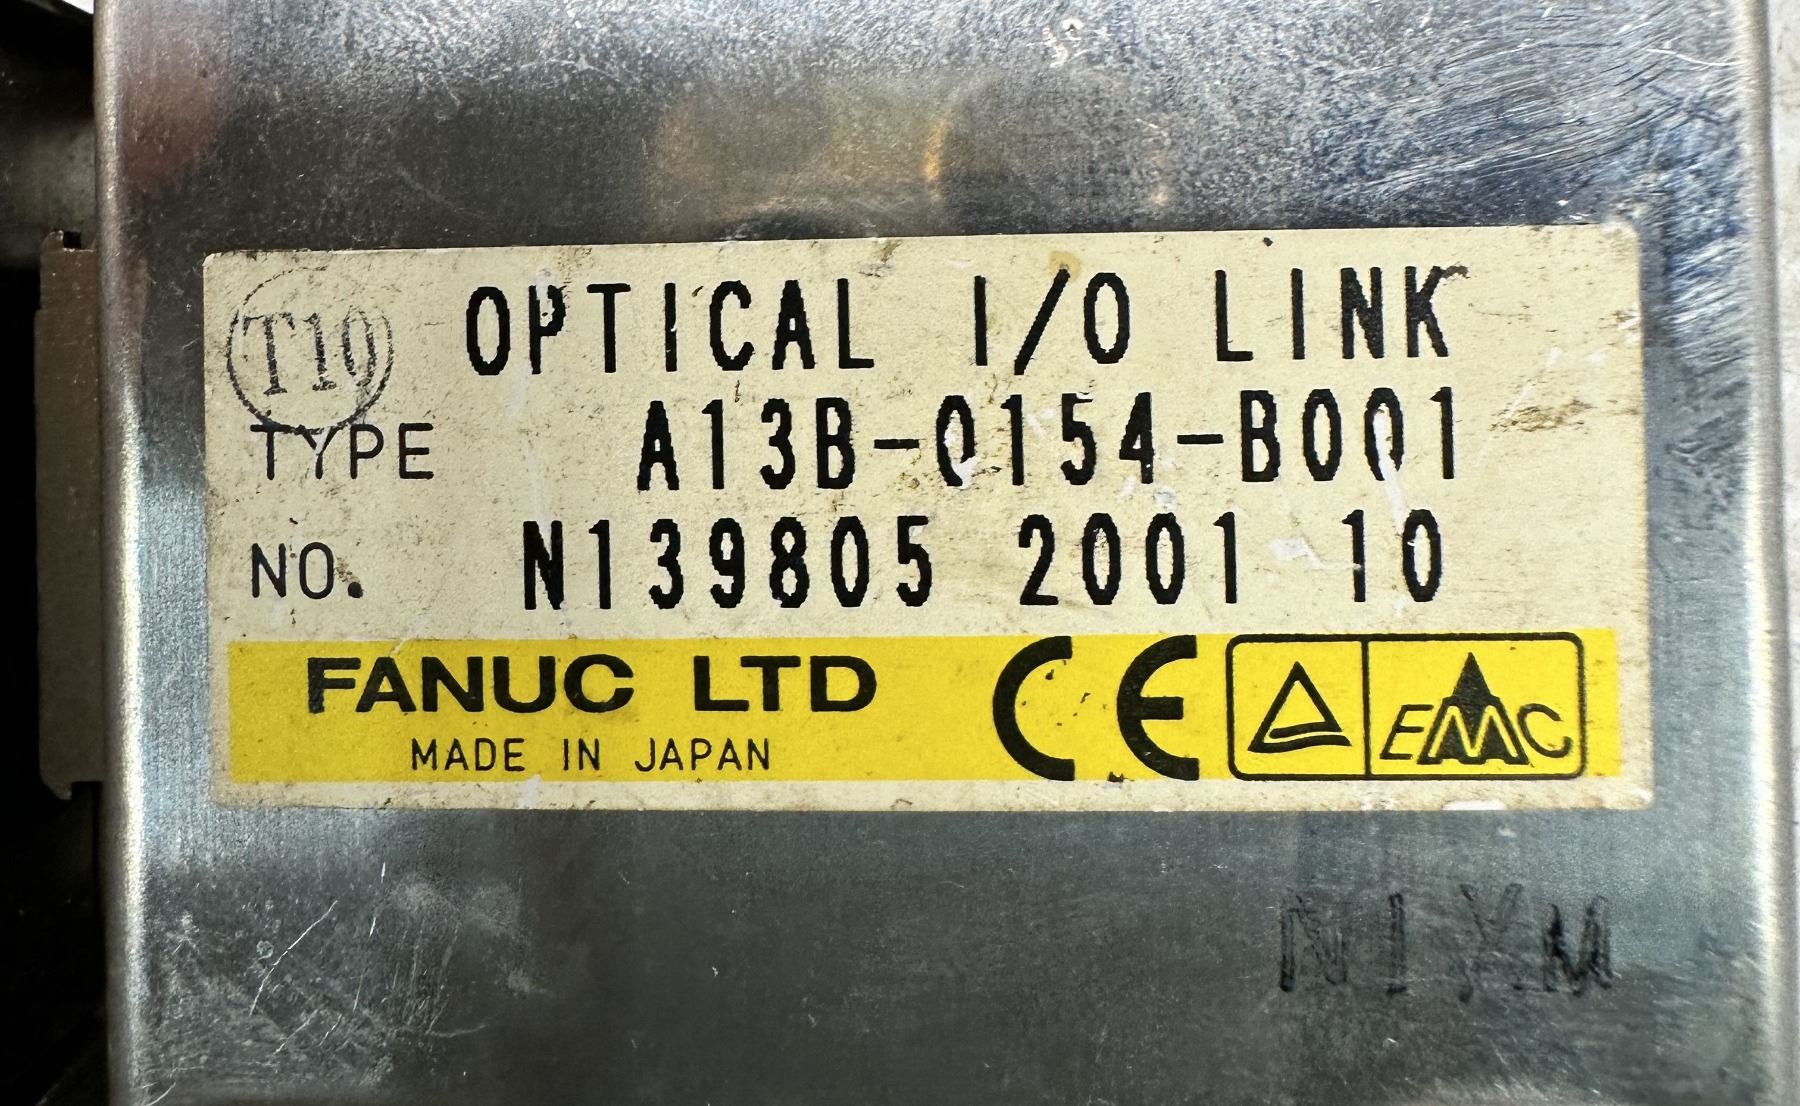 T10
OPTICAL I/O LINK
TYPE A13B-0154-B001
NO. N139805 2001 10
FANUC LTD
MADE IN JAPAN
CE
EMC